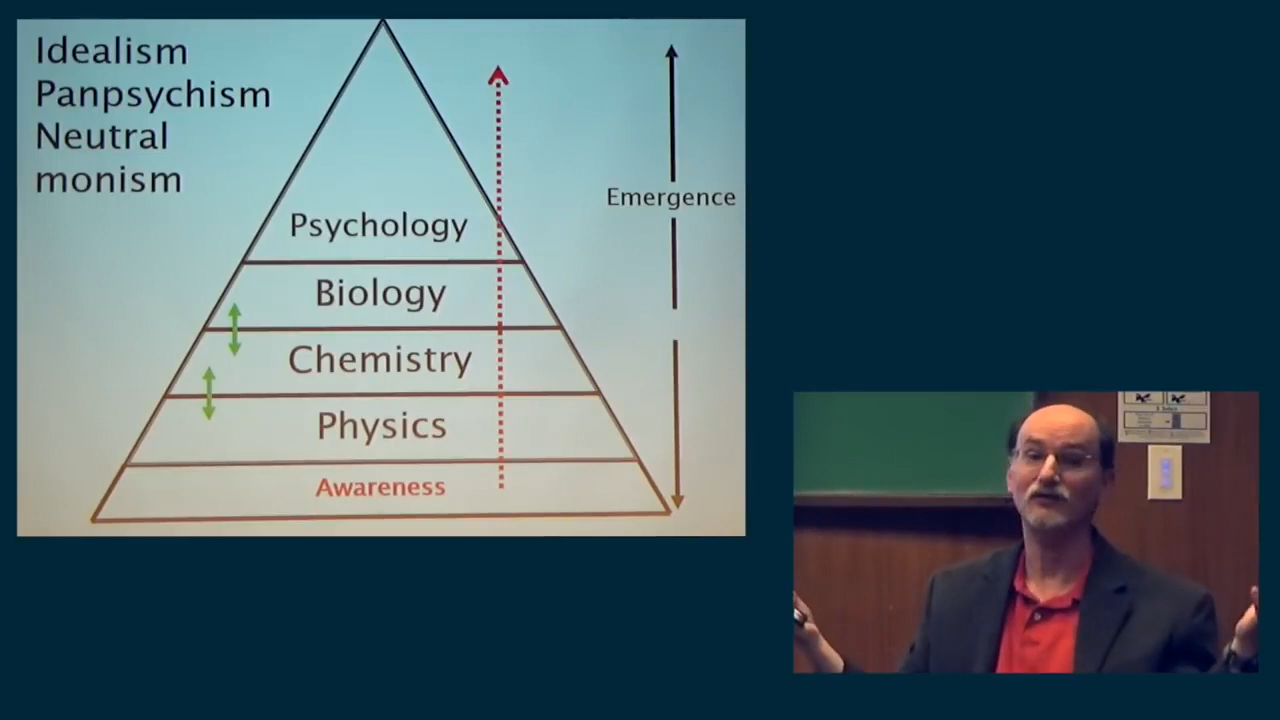 Idealism
Panpsychism
Neutral
monism
Emergence
Psychology
Biology
Chemistry
Physics
Awareness